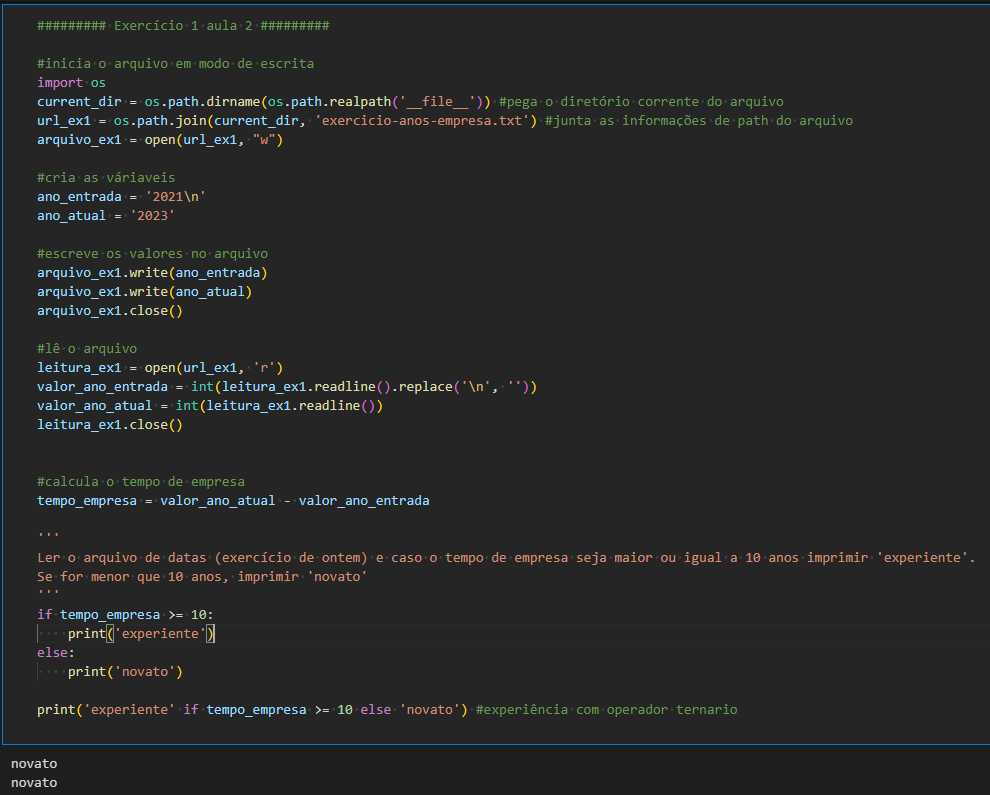 ######### Exercício 1 aula 2 #########
#inicia o arquivo em modo de escrita
import os
current_dir = os.path.dirname(os.path.realpath('__file__')) #pega o diretório corrente do arquivo
url_ex1 = os.path.join(current_dir, 'exercicio-anos-empresa.txt') #junta as informações de path do arquivo
arquivo_ex1 = open(url_ex1, "w")
#cria as váriaveis
ano_entrada = '2021\n'
ano_atual = '2023'
#escreve os valores no arquivo
arquivo_ex1.write(ano_entrada)
arquivo_ex1.write(ano_atual)
arquivo_ex1.close()
#lê o arquivo
leitura_ex1 = open(url_ex1, 'r')
valor_ano_entrada = int(leitura_ex1.readline().replace('\n', ''))
valor_ano_atual = int(leitura_ex1.readline())
leitura_ex1.close()
#calcula o tempo de empresa
tempo_empresa = valor_ano_atual - valor_ano_entrada
'''
Ler o arquivo de datas (exercício de ontem) e caso o tempo de empresa seja maior ou igual a 10 anos imprimir 'experiente'.
Se for menor que 10 anos, imprimir 'novato'
'''
if tempo_empresa >= 10:
    print('experiente')
else:
    print('novato')
print('experiente' if tempo_empresa >= 10 else 'novato') #experiência com operador ternario
novato
novato